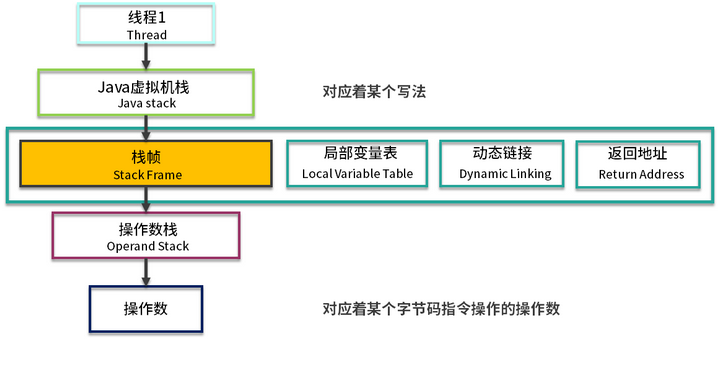 线程1
Thread
Java虚拟机栈
Java stack
对应着某个写法
栈帧
Stack Frame
局部变量表
Local Variable Table
动态链接
Dynamic Linking
返回地址
Return Address
操作数栈
Operand Stack
操作数
对应着某个字节码指令操作的操作数